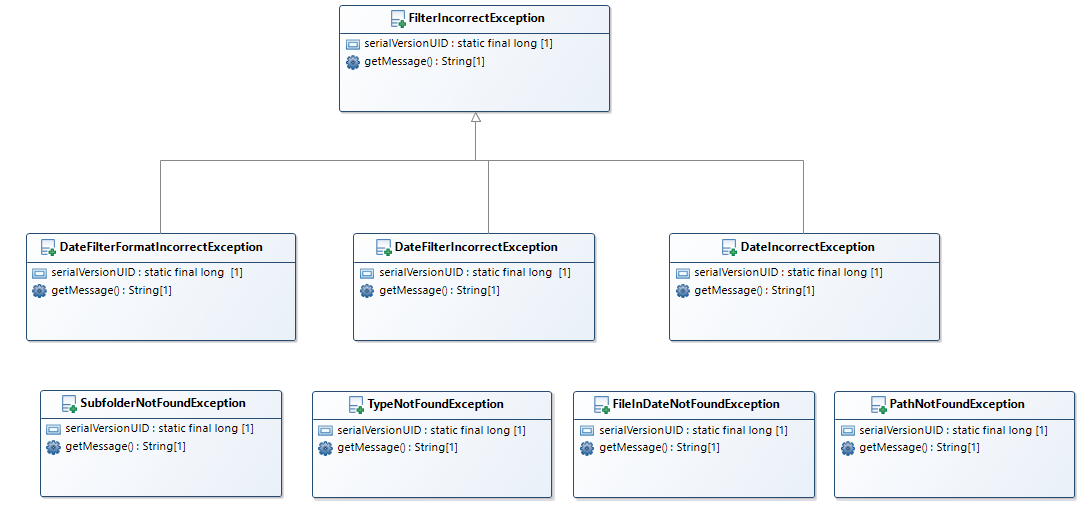 FilterIncorrectException
serialVersionUID : static final long [1]
getMessage() : String[1]
DateFilterFormatIncorrectException
serialVersionUID : static final long [1]
getMessage() : String[1]
DateFilterIncorrectException
serialVersionUID : static final long [1]
getMessage() : String[1]
DateIncorrectException
serialVersionUID : static final long [1]
getMessage() : String[1]
SubfolderNotFoundException
serialVersionUID : static final long [1]
getMessage() : String[1]
TypeNotFoundException
serialVersionUID : static final long [1]
getMessage() : String[1]
FileInDateNotFoundException
serialVersionUID : static final long [1]
getMessage() : String[1]
PathNotFoundException
serialVersionUID : static final long [1]
getMessage() : String[1]